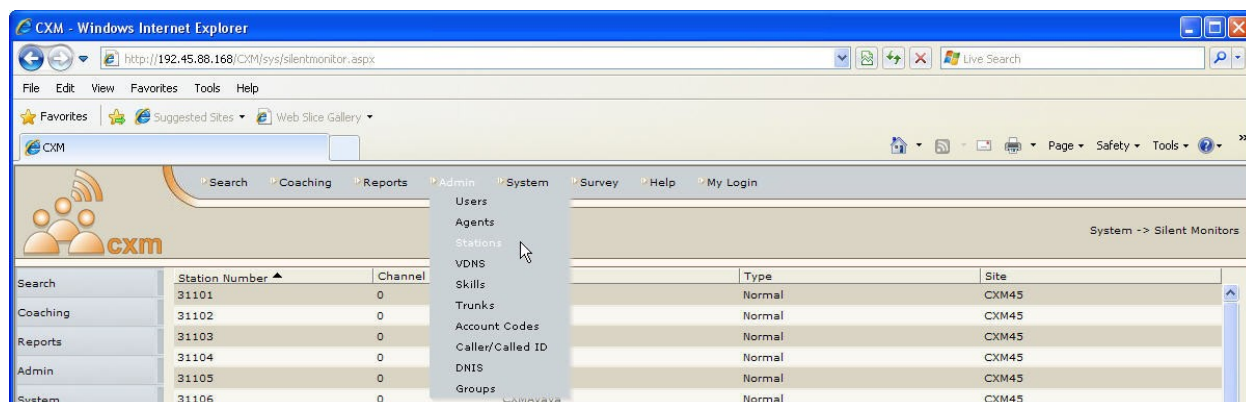 CXM - Windows Internet Explorer
http://192.45.88.168/CXM/sys/silentmonitor.aspx
Live Search
File Edit View Favorites Tools Help
Favorites Suggested Sites Web Slice Gallery
CXM Page Safety Tools
Search Coaching Reports Admin System Survey Help My Login
cxm
System -> Silent Monitors
Users
Agents
Stations
VDNS
Skills
Trunks
Account Codes
Caller/Called ID
DNIS
Groups
Search
Coaching
Reports
Admin
System
Station Number Channel Type Site
31101 0 Normal CXM45
31102 0 Normal CXM45
31103 0 Normal CXM45
31104 0 Normal CXM45
31105 0 Normal CXM45
31106 0 Normal CXM45